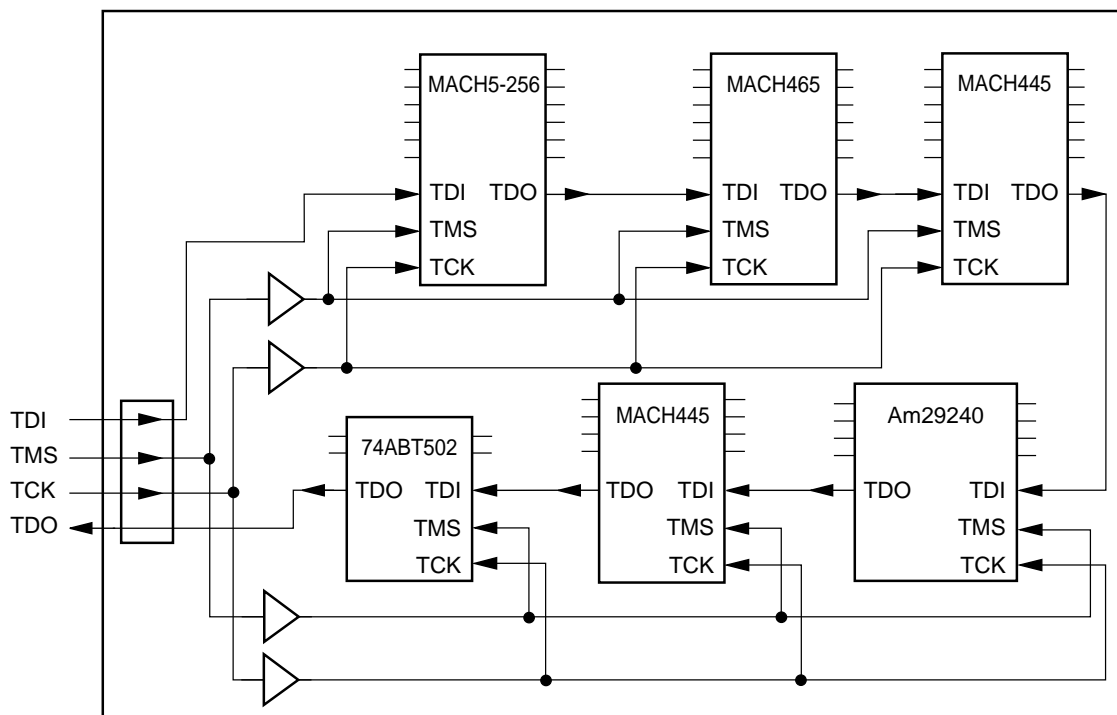 MACH5-256
TDI TDO
TMS
TCK
MACH465
TDI TDO
TMS
TCK
MACH445
TDI TDO
TMS
TCK
TDI
TMS
TCK
TDO
74ABT502
TDO TDI
TMS
TCK
MACH445
TDO TDI
TMS
TCK
Am29240
TDO TDI
TMS
TCK